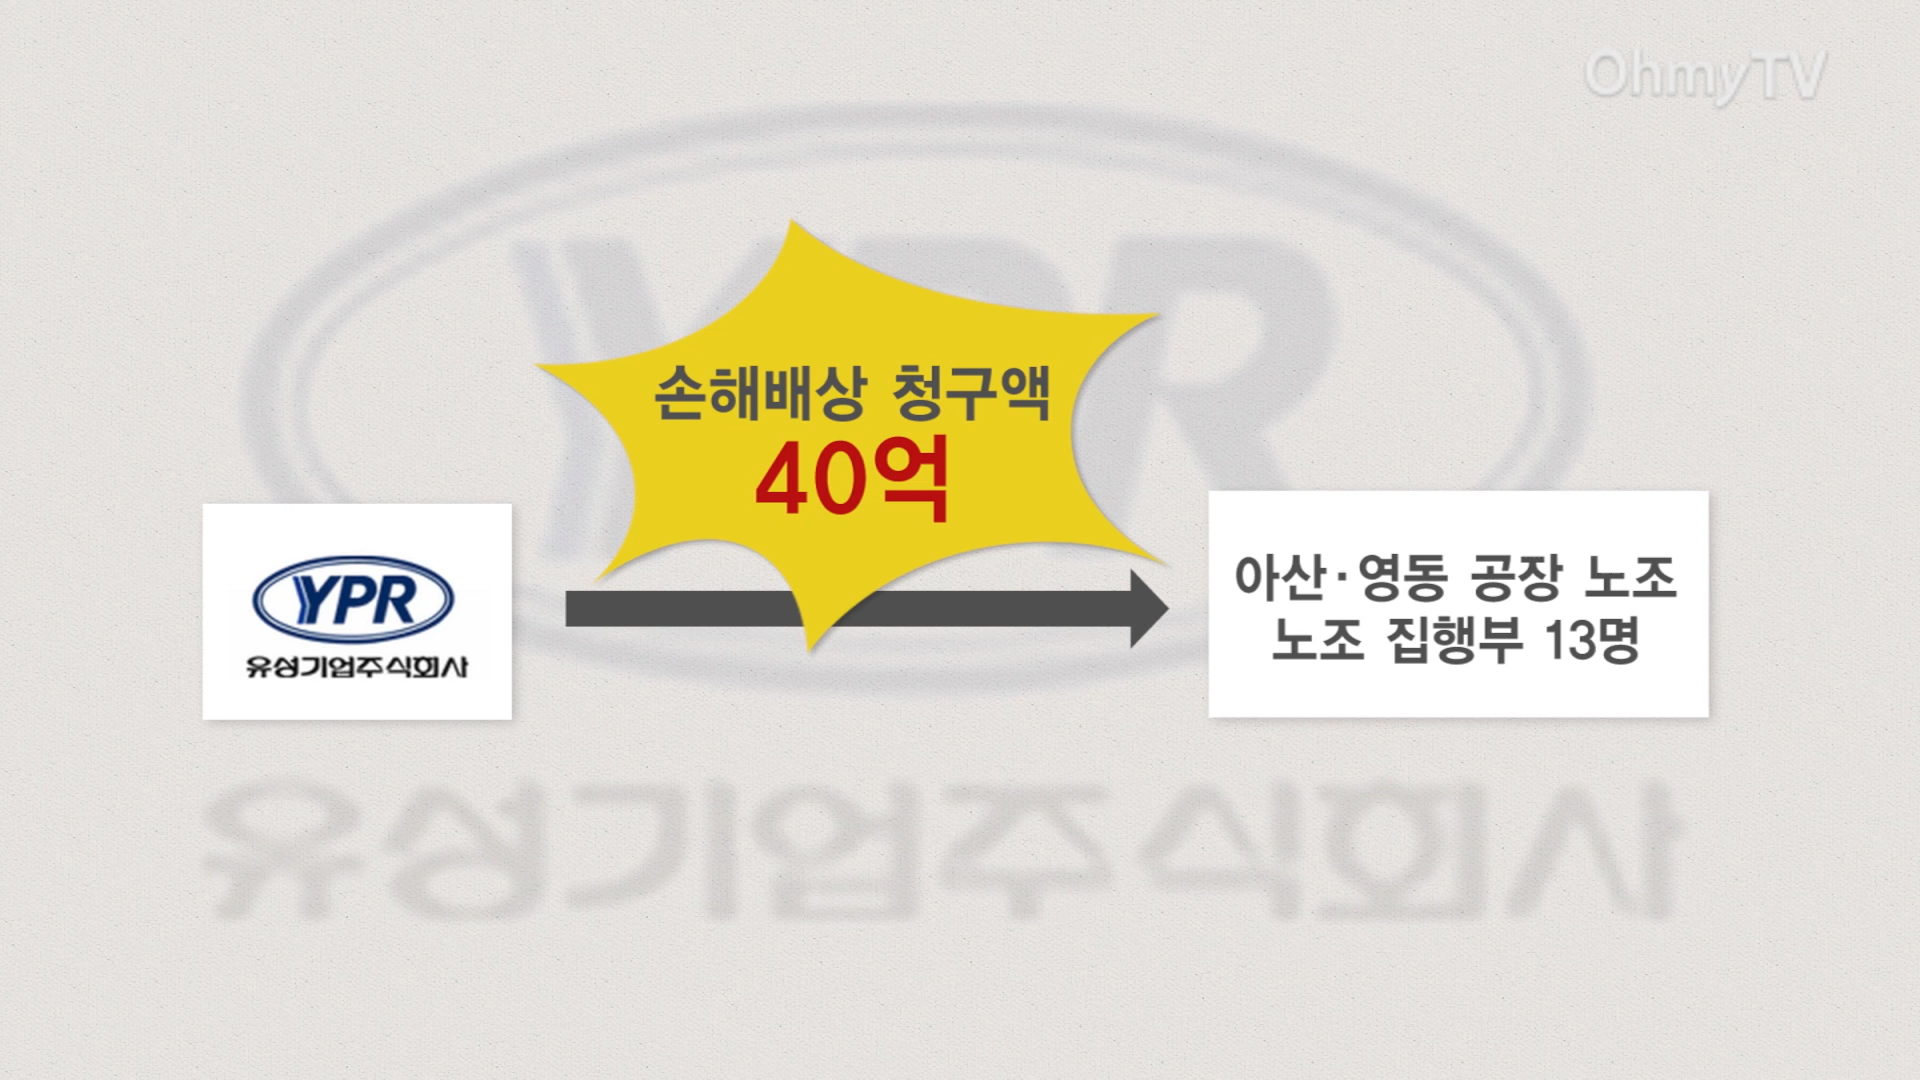 OhmyTV
손해배상 청구액
40억
YPR
유성기업주식회사
아산·영동 공장 노조
노조 집행부 13명
YPR
유성기업주식회사